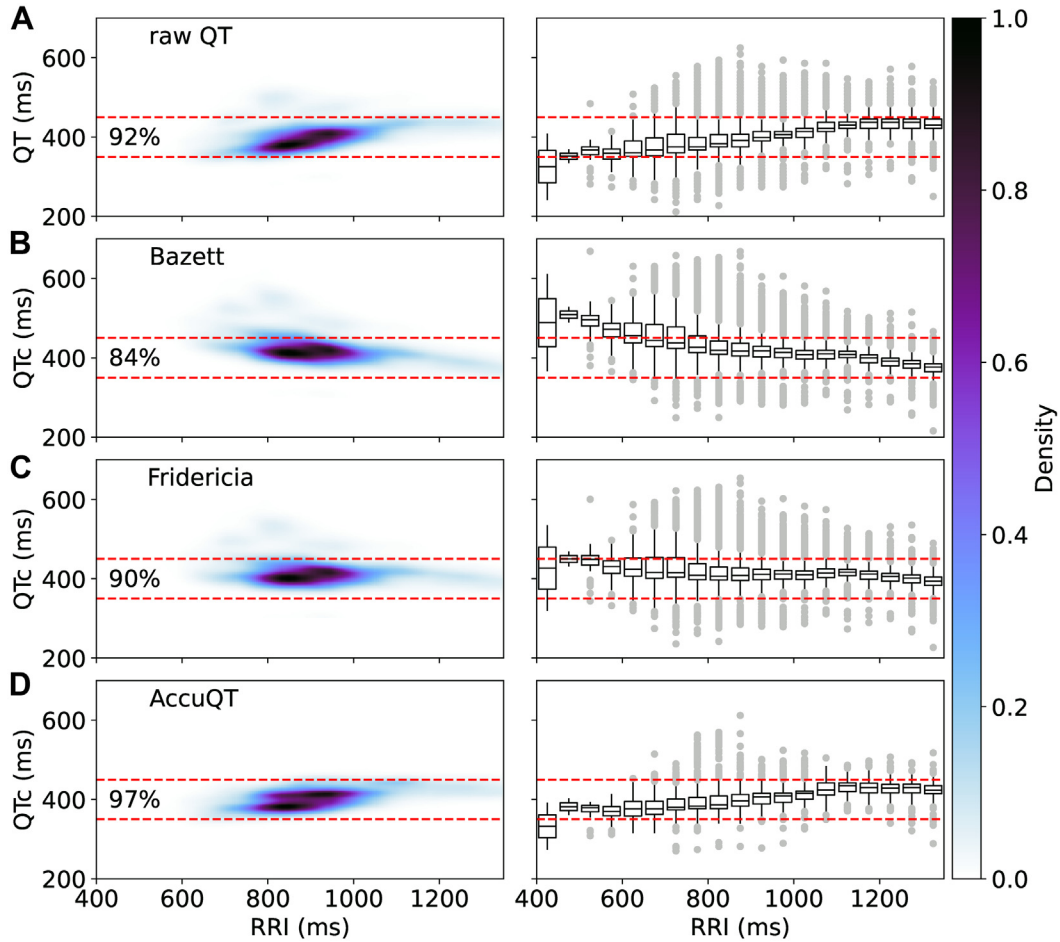 A
raw QT
QT (ms)
600
400
200
92%
B
Bazett
QTc (ms)
600
400
200
84%
C
Fridericia
QTc (ms)
600
400
200
90%
D
AccuQT
QTc (ms)
600
400
200
97%
400 600 800 1000 1200
RRI (ms)
400 600 800 1000 1200
RRI (ms)
1.0
0.8
0.6
0.4
0.2
0.0
Density